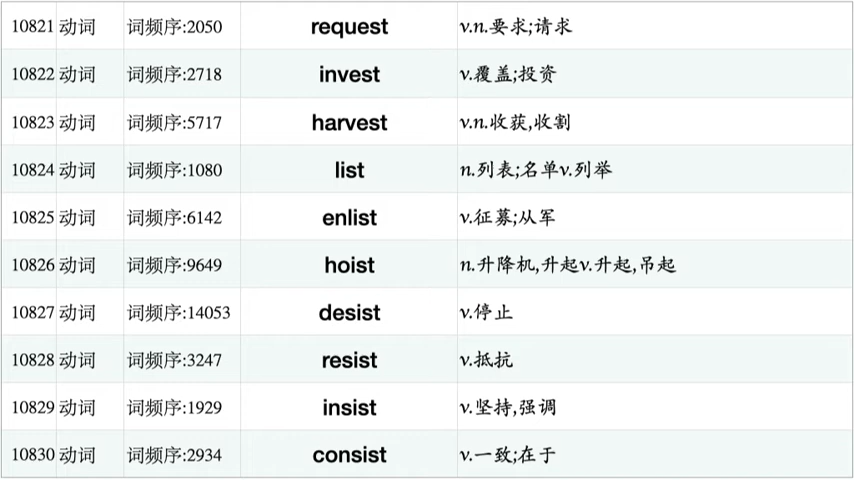 10821 动词 词频序:2050 request v.n.要求;请求
10822 动词 词频序:2718 invest v.覆盖;投资
10823 动词 词频序:5717 harvest v.n.收获,收割
10824 动词 词频序:1080 list n.列表;名单v.列举
10825 动词 词频序:6142 enlist v.征募;从军
10826 动词 词频序:9649 hoist n.升降机,升起v.升起,吊起
10827 动词 词频序:14053 desist v.停止
10828 动词 词频序:3247 resist v.抵抗
10829 动词 词频序:1929 insist v.坚持,强调
10830 动词 词频序:2934 consist v.一致;在于